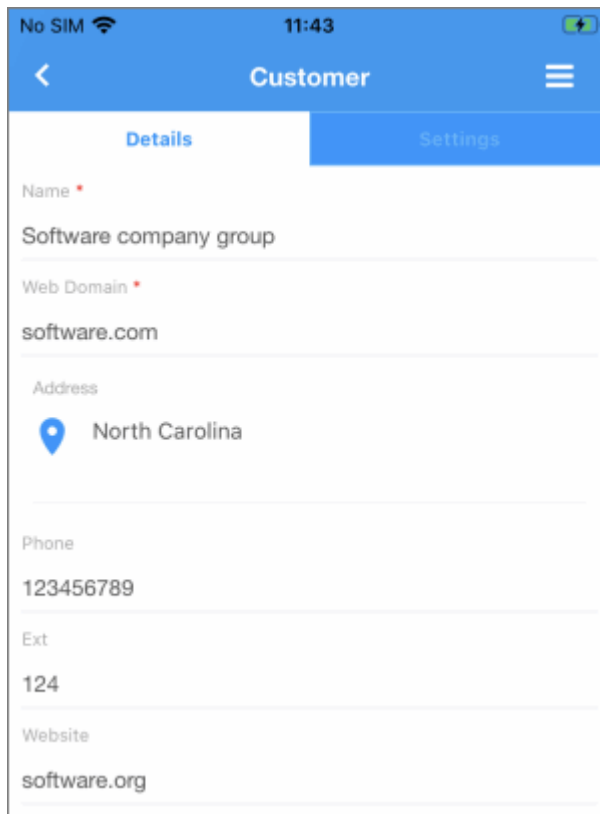 No SIM 11:43
Customer
Details Settings
Name *
Software company group
Web Domain *
software.com
Address
North Carolina
Phone
123456789
Ext
124
Website
software.org